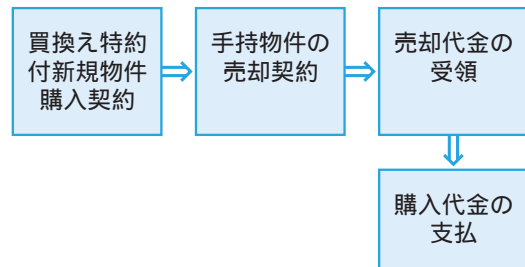 買換え特約
付新規物件
購入契約
手持物件の
売却契約
売却代金の
受領
購入代金の
支払